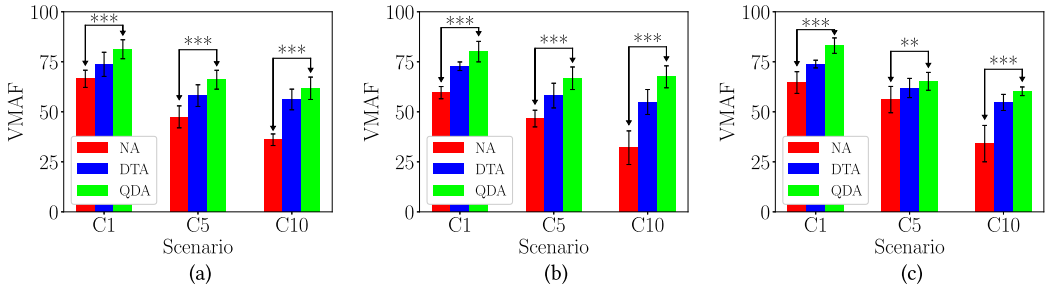 100
75
50
25
0
VMAF
***
***
***
NA
DTA
QDA
C1
C5
C10
Scenario
(a)
100
75
50
25
0
VMAF
***
***
***
NA
DTA
QDA
C1
C5
C10
Scenario
(b)
100
75
50
25
0
VMAF
***
**
***
NA
DTA
QDA
C1
C5
C10
Scenario
(c)